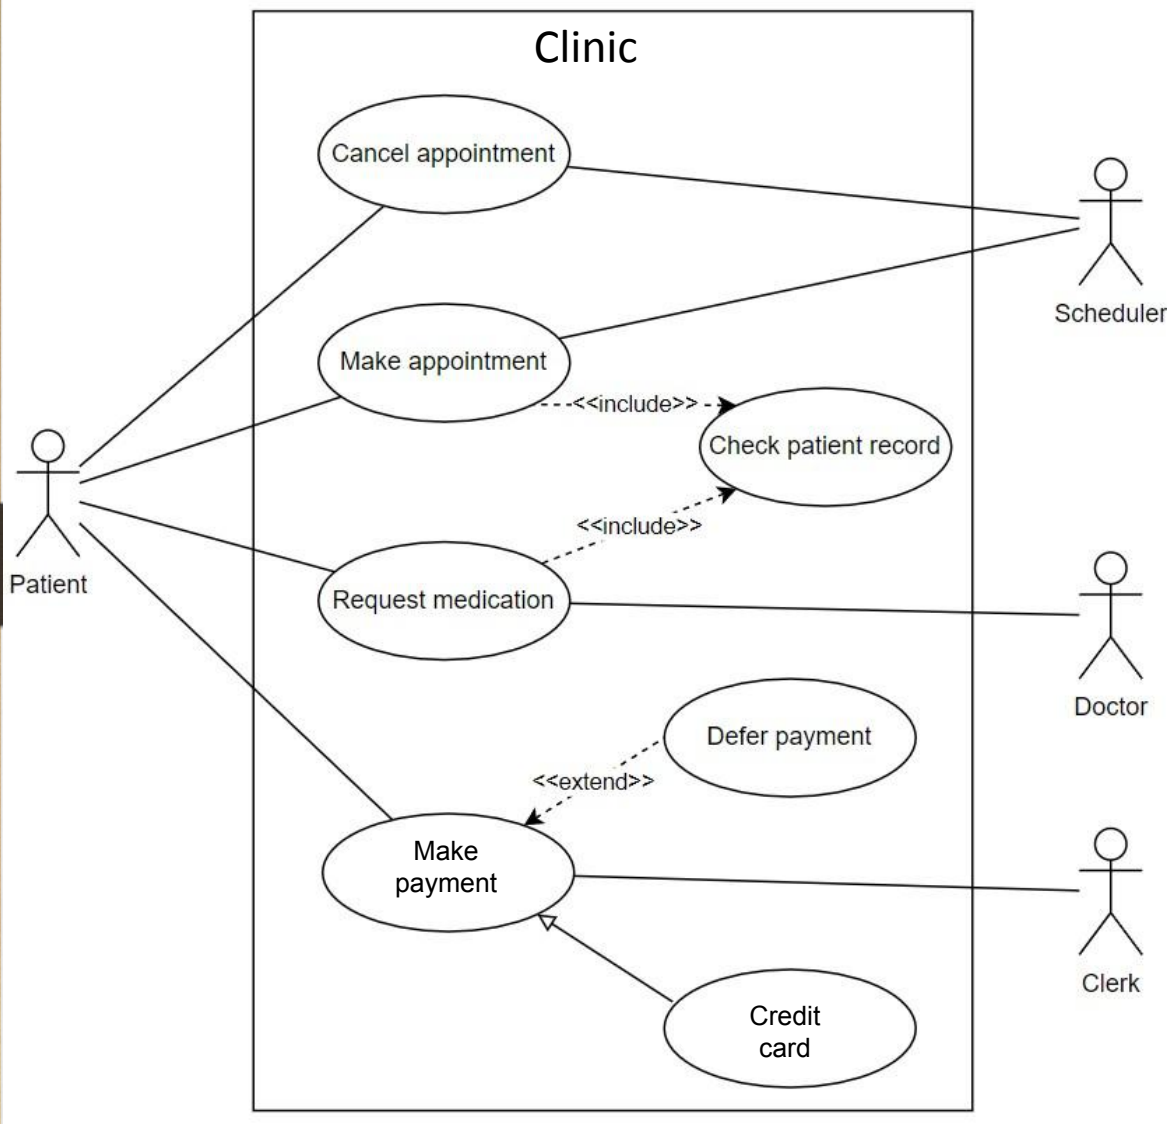 Clinic
Cancel appointment
Scheduler
Make appointment
<<include>>
Check patient record
<<include>>
Patient
Request medication
Doctor
Defer payment
<<extend>>
Make
payment
Clerk
Credit
card